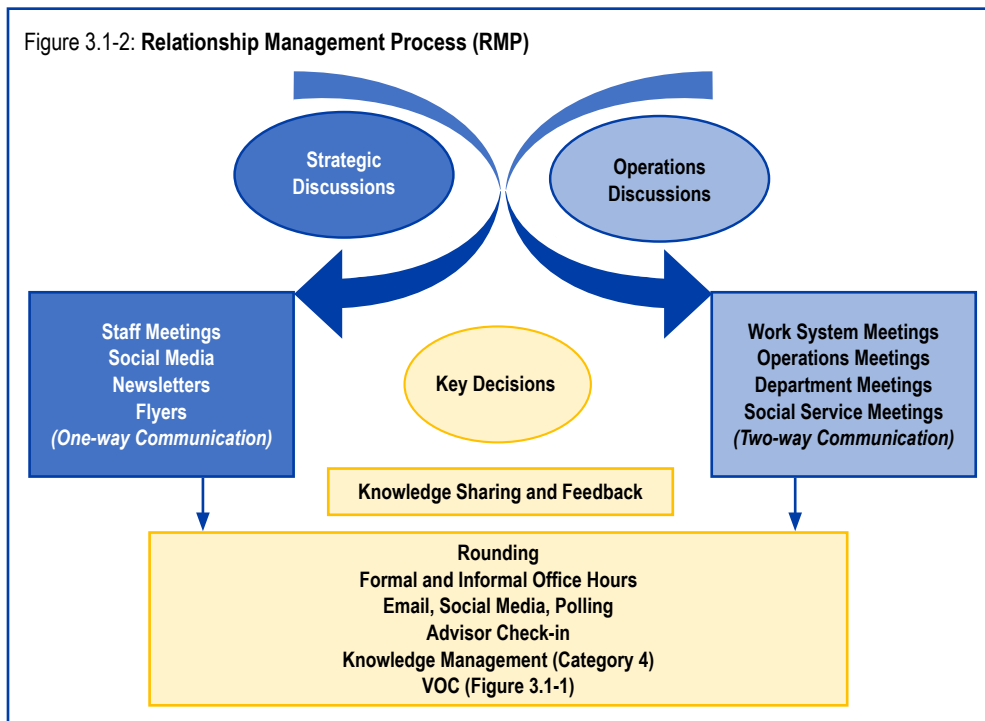 Figure 3.1-2: Relationship Management Process (RMP)
Strategic
Discussions
Operations
Discussions
Staff Meetings
Social Media
Newsletters
Flyers
(One-way Communication)
Key Decisions
Work System Meetings
Operations Meetings
Department Meetings
Social Service Meetings
(Two-way Communication)
Knowledge Sharing and Feedback
Rounding
Formal and Informal Office Hours
Email, Social Media, Polling
Advisor Check-in
Knowledge Management (Category 4)
VOC (Figure 3.1-1)